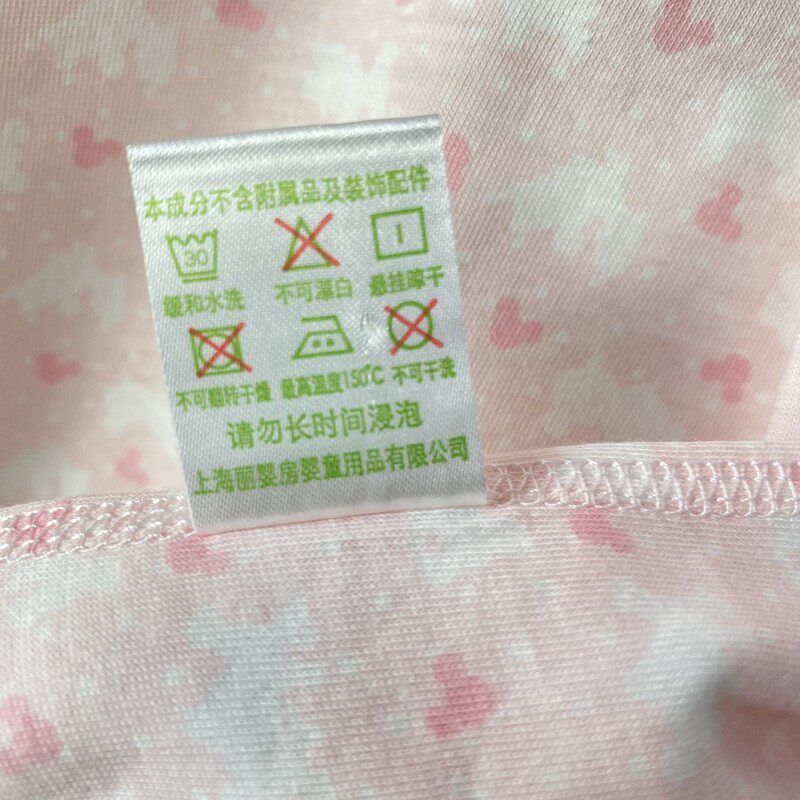 本成分不含附属品及装饰配件
30
缓和水洗 不可漂白 悬挂晾干
不可翻转干燥 最高温度150℃ 不可干洗
请勿长时间浸泡
上海丽婴房婴童用品有限公司